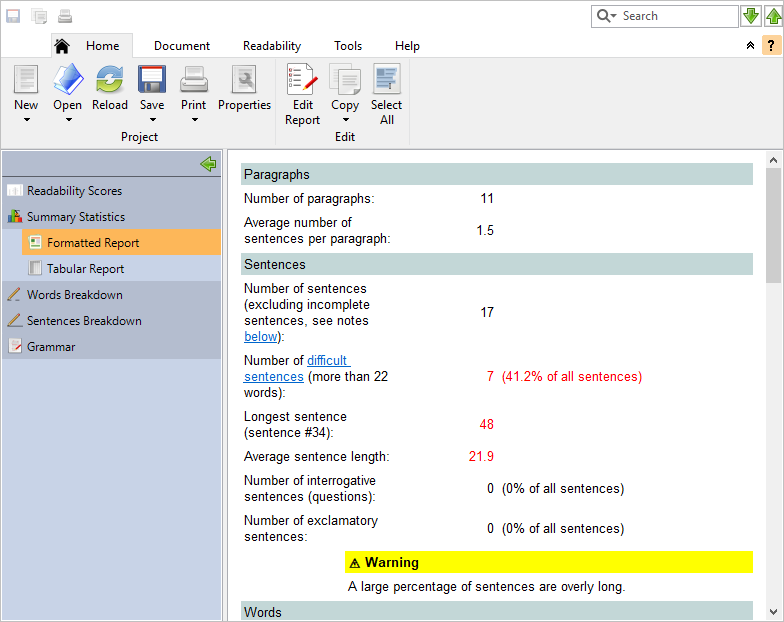 Search
Home Document Readability Tools Help
?
New Open Reload Save Print Properties Edit Report Copy Select All
Project Edit
Readability Scores
Summary Statistics
Formatted Report
Tabular Report
Words Breakdown
Sentences Breakdown
Grammar
Paragraphs
Number of paragraphs: 11
Average number of
sentences per paragraph: 1.5
Sentences
Number of sentences
(excluding incomplete
sentences, see notes 17
below):
Number of difficult
sentences (more than 22 7 (41.2% of all sentences)
words):
Longest sentence
(sentence #34): 48
Average sentence length: 21.9
Number of interrogative
sentences (questions): 0 (0% of all sentences)
Number of exclamatory
sentences: 0 (0% of all sentences)
Warning
A large percentage of sentences are overly long.
Words